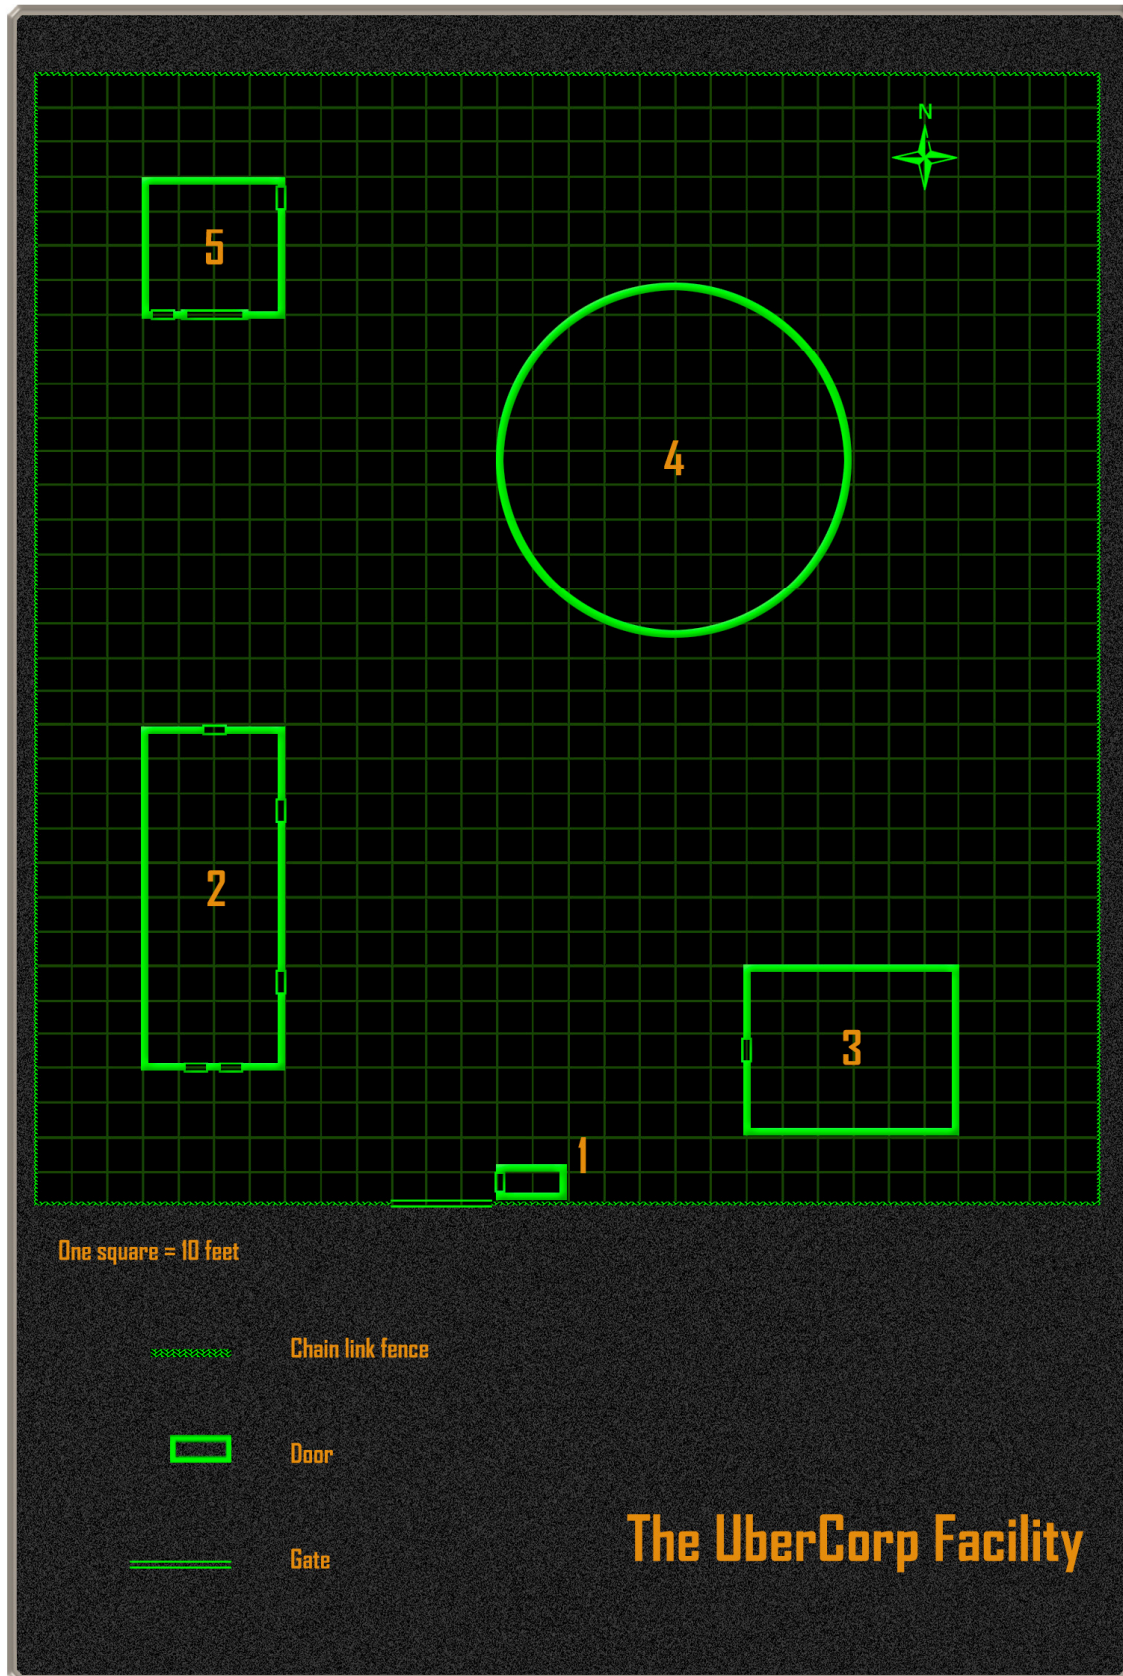 N
5
4
2
3
1
One square = 10 feet
Chain link fence
Door
Gate
The UberCorp Facility